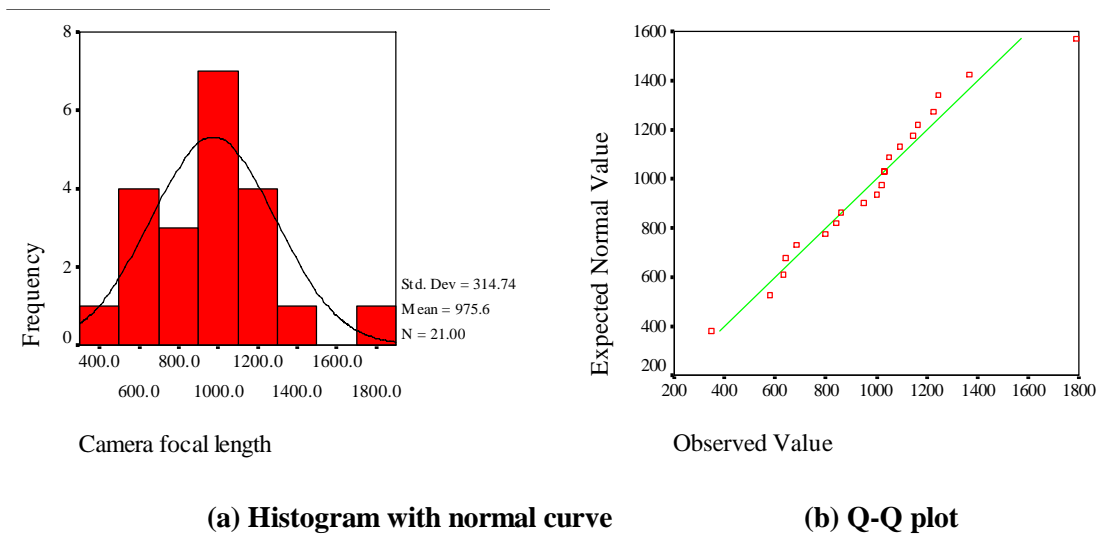 8
6
4
2
0
Frequency
400.0 800.0 1200.0 1600.0
600.0 1000.0 1400.0 1800.0
Camera focal length
Std. Dev = 314.74
Mean = 975.6
N = 21.00
1600
1400
1200
1000
800
600
400
200
Expected Normal Value
200 400 600 800 1000 1200 1400 1600 1800
Observed Value
(a) Histogram with normal curve
(b) Q-Q plot